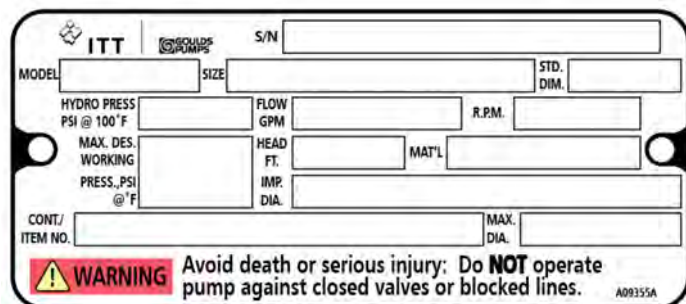 ITT GOULDS PUMPS S/N
MODEL SIZE STD. DIM.
HYDRO PRESS PSI @ 100°F FLOW GPM R.P.M.
MAX. DES. WORKING HEAD FT. MAT'L
PRESS.,PSI @°F IMP. DIA.
CONT./ ITEM NO. MAX. DIA.
WARNING Avoid death or serious injury: Do NOT operate
pump against closed valves or blocked lines. A09355A